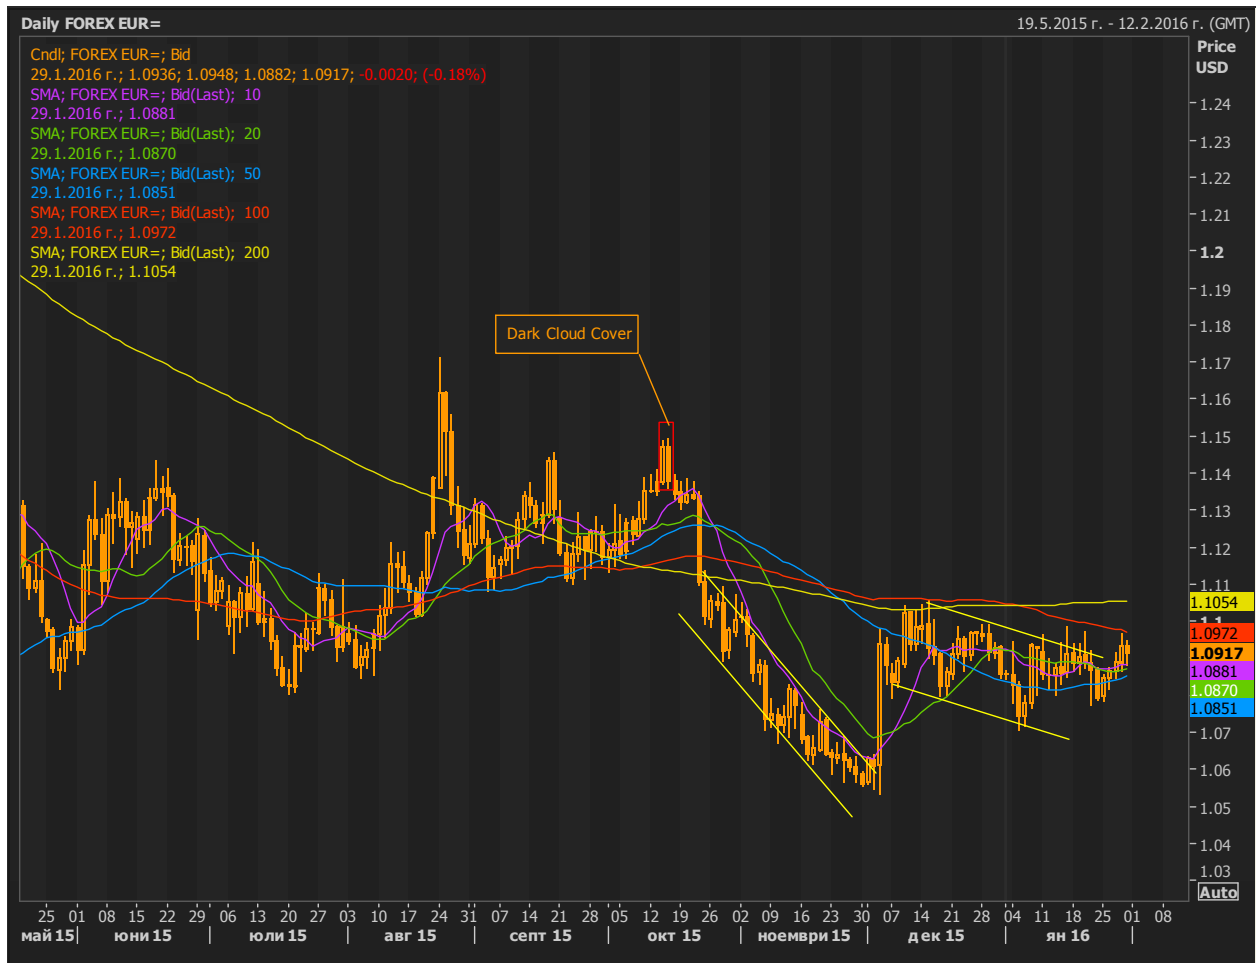 Daily FOREX EUR=
19.5.2015 г. - 12.2.2016 г. (GMT)
Cndl; FOREX EUR=; Bid
29.1.2016 г.; 1.0936; 1.0948; 1.0882; 1.0917; -0.0020; (-0.18%)
SMA; FOREX EUR=; Bid(Last); 10
29.1.2016 г.; 1.0881
SMA; FOREX EUR=; Bid(Last); 20
29.1.2016 г.; 1.0870
SMA; FOREX EUR=; Bid(Last); 50
29.1.2016 г.; 1.0851
SMA; FOREX EUR=; Bid(Last); 100
29.1.2016 г.; 1.0972
SMA; FOREX EUR=; Bid(Last); 200
29.1.2016 г.; 1.1054
Dark Cloud Cover
Price
USD
1.24
1.23
1.22
1.21
1.2
1.19
1.18
1.17
1.16
1.15
1.14
1.13
1.12
1.11
1.1054
1.1
1.0972
1.0917
1.0881
1.0870
1.0851
1.07
1.06
1.05
1.04
1.03
Auto
25 01 08 15 22 29 06 13 20 27 03 10 17 24 31 07 14 21 28 05 12 19 26 02 09 16 23 30 07 14 21 28 04 11 18 25 01 08
май 15 юни 15 юли 15 авг 15 септ 15 окт 15 ноември 15 дек 15 ян 16